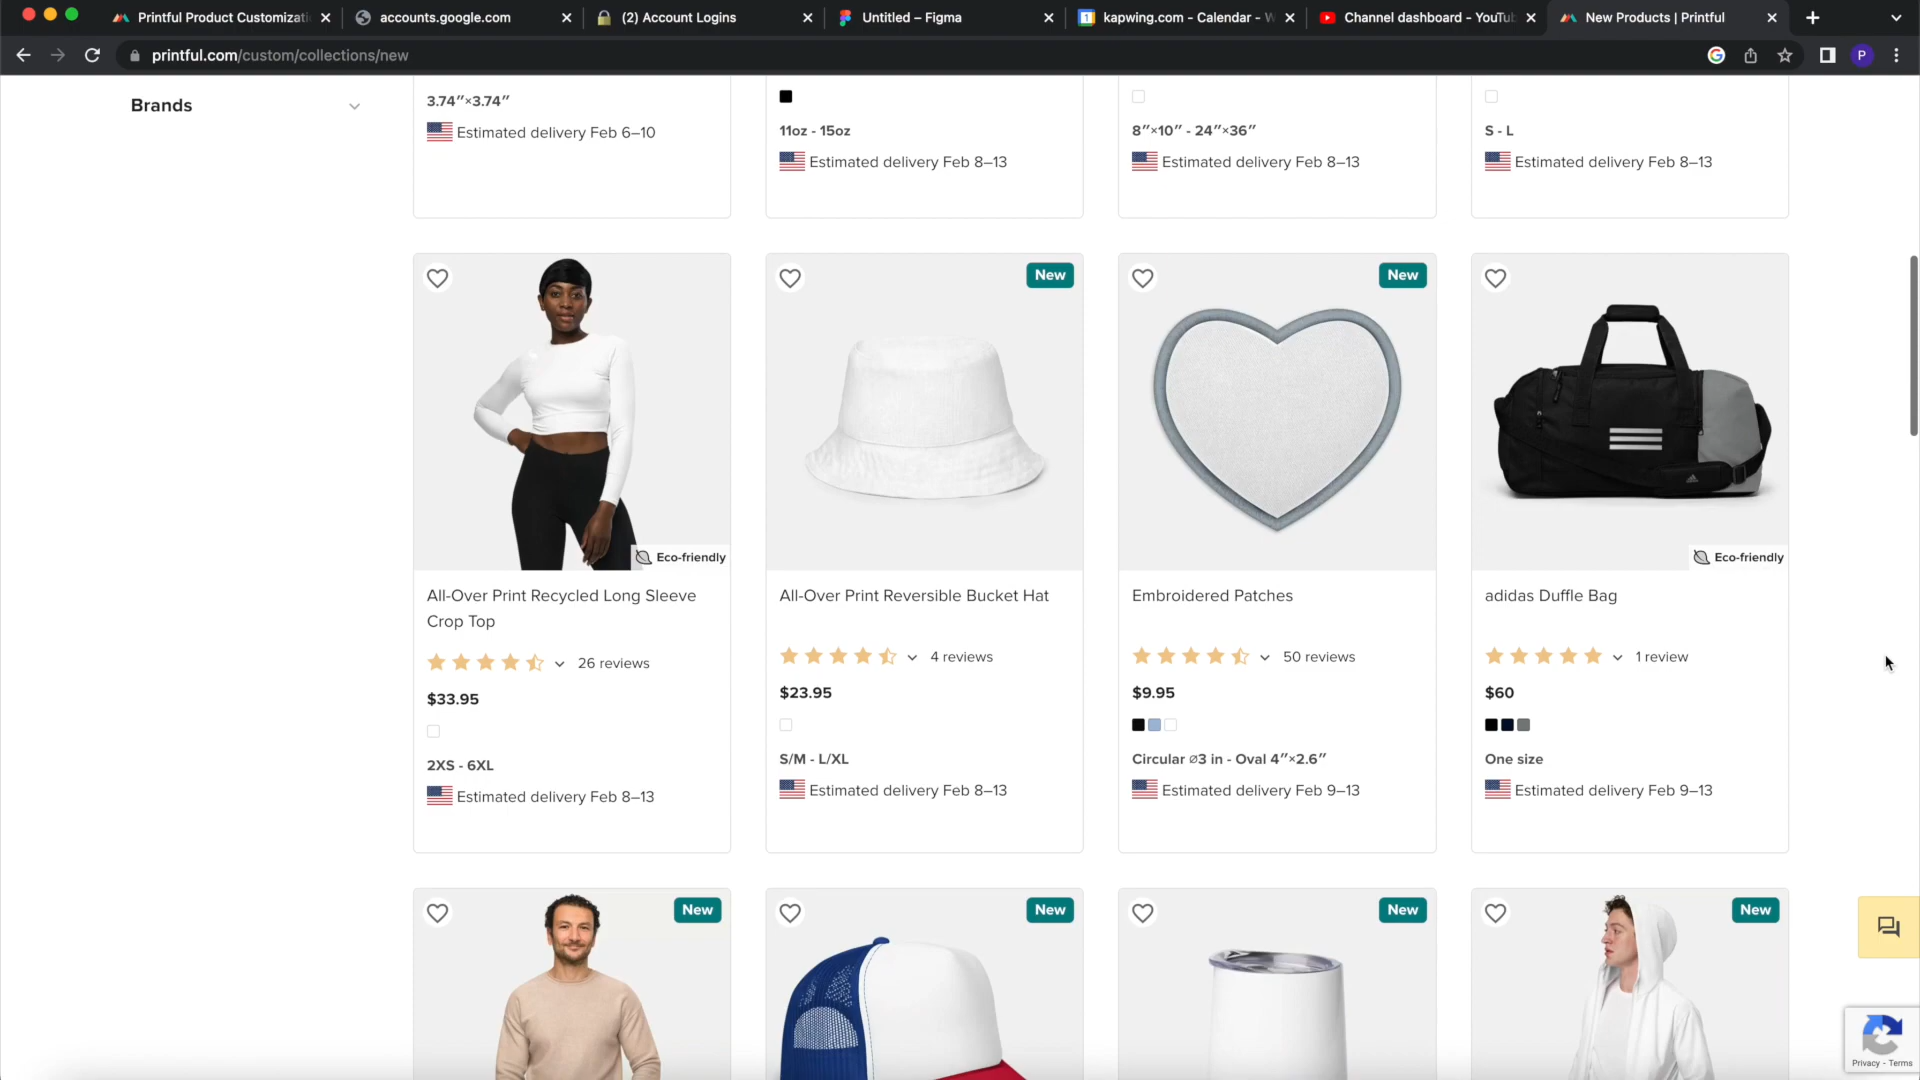 Printful Product Customizati
accounts.google.com
(2) Account Logins
Untitled – Figma
kapwing.com - Calendar - W
Channel dashboard - YouTub
New Products | Printful
printful.com/custom/collections/new
P
Brands
3.74″×3.74″
Estimated delivery Feb 6–10
11oz - 15oz
Estimated delivery Feb 8–13
8″×10″ - 24″×36″
Estimated delivery Feb 8–13
S - L
Estimated delivery Feb 8–13
Eco-friendly
All-Over Print Recycled Long Sleeve
Crop Top
26 reviews
$33.95
2XS - 6XL
Estimated delivery Feb 8–13
New
All-Over Print Reversible Bucket Hat
4 reviews
$23.95
S/M - L/XL
Estimated delivery Feb 8–13
New
Embroidered Patches
50 reviews
$9.95
Circular ⌀3 in - Oval 4″×2.6″
Estimated delivery Feb 9–13
Eco-friendly
adidas Duffle Bag
1 review
$60
One size
Estimated delivery Feb 9–13
New
New
New
New
Privacy - Terms